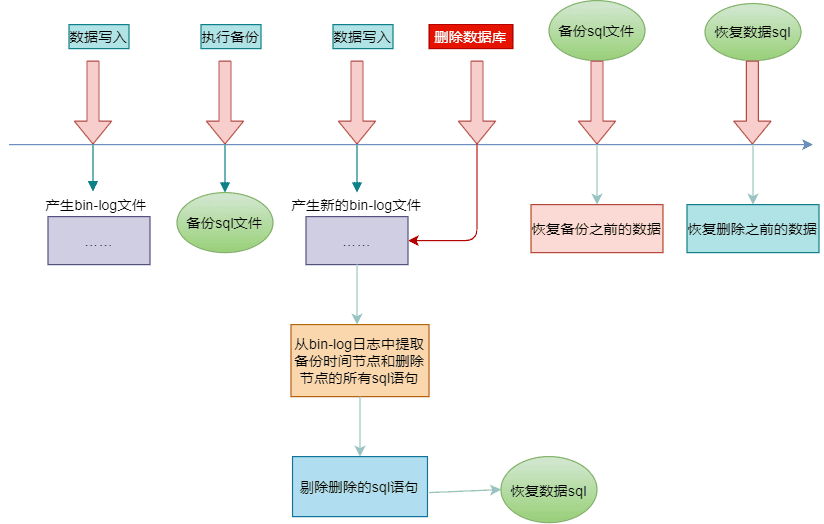 数据写入
执行备份
数据写入
删除数据库
备份sql文件
恢复数据sql
产生bin-log文件
……
备份sql文件
产生新的bin-log文件
……
恢复备份之前的数据
恢复删除之前的数据
从bin-log日志中提取
备份时间节点和删除
节点的所有sql语句
剔除删除的sql语句
恢复数据sql